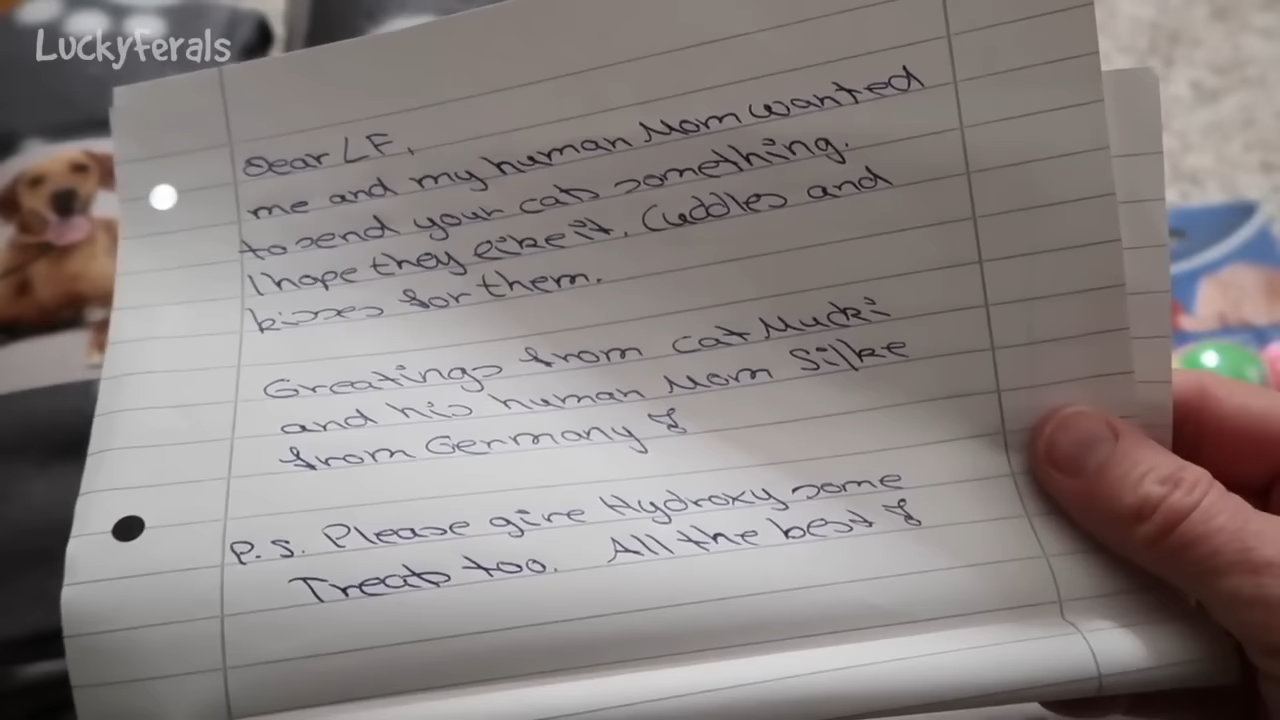 Luckyferals
Dear LF,
me and my human Mom wanted
to send your cats something.
I hope they like it. Cuddles and
kisses for them.
Greatings from cat Mucki
and his human Mom Silke
from Germany
P.S. Please give Hydroxy some
Treats too. All the best